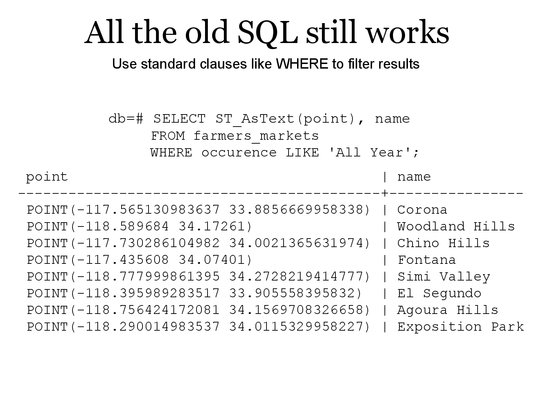 All the old SQL still works
Use standard clauses like WHERE to filter results
db=# SELECT ST_AsText(point), name
FROM farmers_markets
WHERE occurence LIKE 'All Year';
point | name
--------------------------------------------+----------------
POINT(-117.565130983637 33.8856669958338) | Corona
POINT(-118.589684 34.17261) | Woodland Hills
POINT(-117.730286104982 34.0021365631974) | Chino Hills
POINT(-117.435608 34.07401) | Fontana
POINT(-118.777999861395 34.2728219414777) | Simi Valley
POINT(-118.395989283517 33.905558395832) | El Segundo
POINT(-118.756424172081 34.1569708326658) | Agoura Hills
POINT(-118.290014983537 34.0115329958227) | Exposition Park